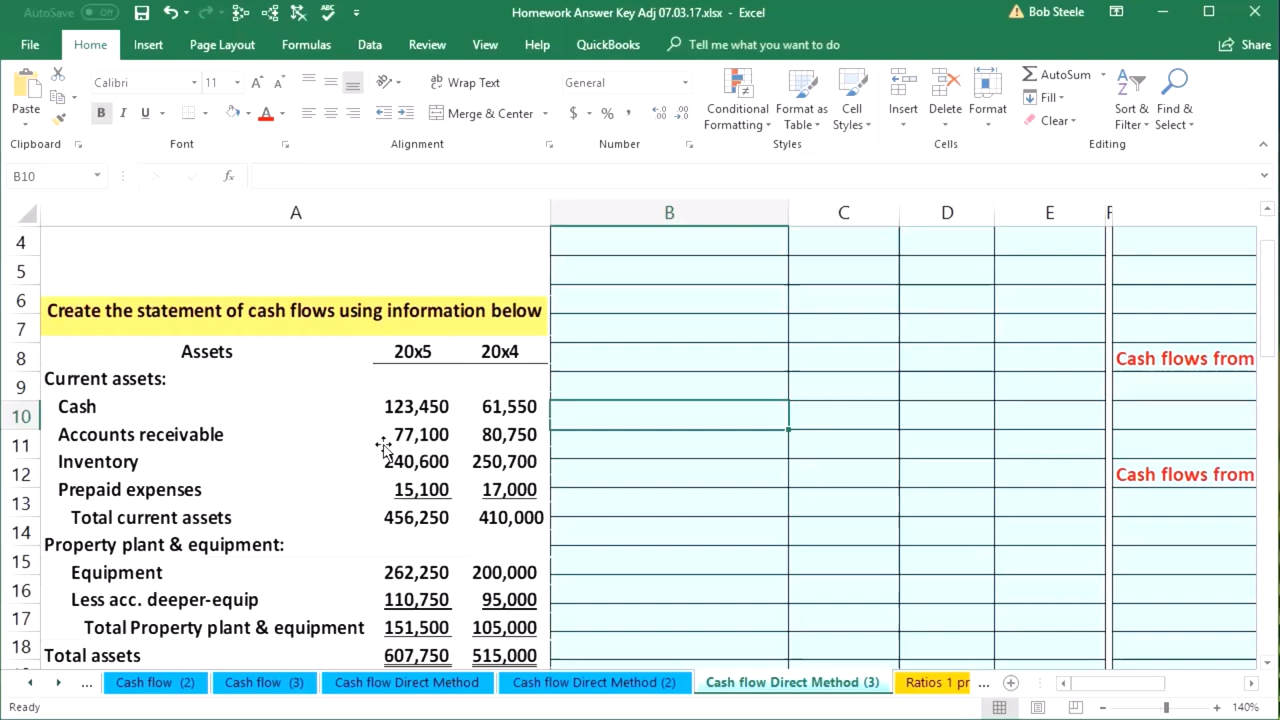 AutoSave Off Homework Answer Key Adj 07.03.17.xlsx - Excel Bob Steele
File Home Insert Page Layout Formulas Data Review View Help QuickBooks Tell me what you want to do Share
Paste Calibri 11 Wrap Text General Conditional Formatting Format as Table Cell Styles Insert Delete Format AutoSum Sort & Filter Find & Select
B I U A Merge & Center $ % , Fill
Clear
Clipboard Font Alignment Number Styles Cells Editing
B10 fx
A B C D E F
4
5
6 Create the statement of cash flows using information below
7
8 Assets 20x5 20x4 Cash flows from
9 Current assets:
10 Cash 123,450 61,550
11 Accounts receivable 77,100 80,750
12 Inventory 240,600 250,700 Cash flows from
13 Prepaid expenses 15,100 17,000
14 Total current assets 456,250 410,000
Property plant & equipment:
15 Equipment 262,250 200,000
16 Less acc. deeper-equip 110,750 95,000
17 Total Property plant & equipment 151,500 105,000
18 Total assets 607,750 515,000
... Cash flow (2) Cash flow (3) Cash flow Direct Method Cash flow Direct Method (2) Cash flow Direct Method (3) Ratios 1 pr ...
Ready 140%